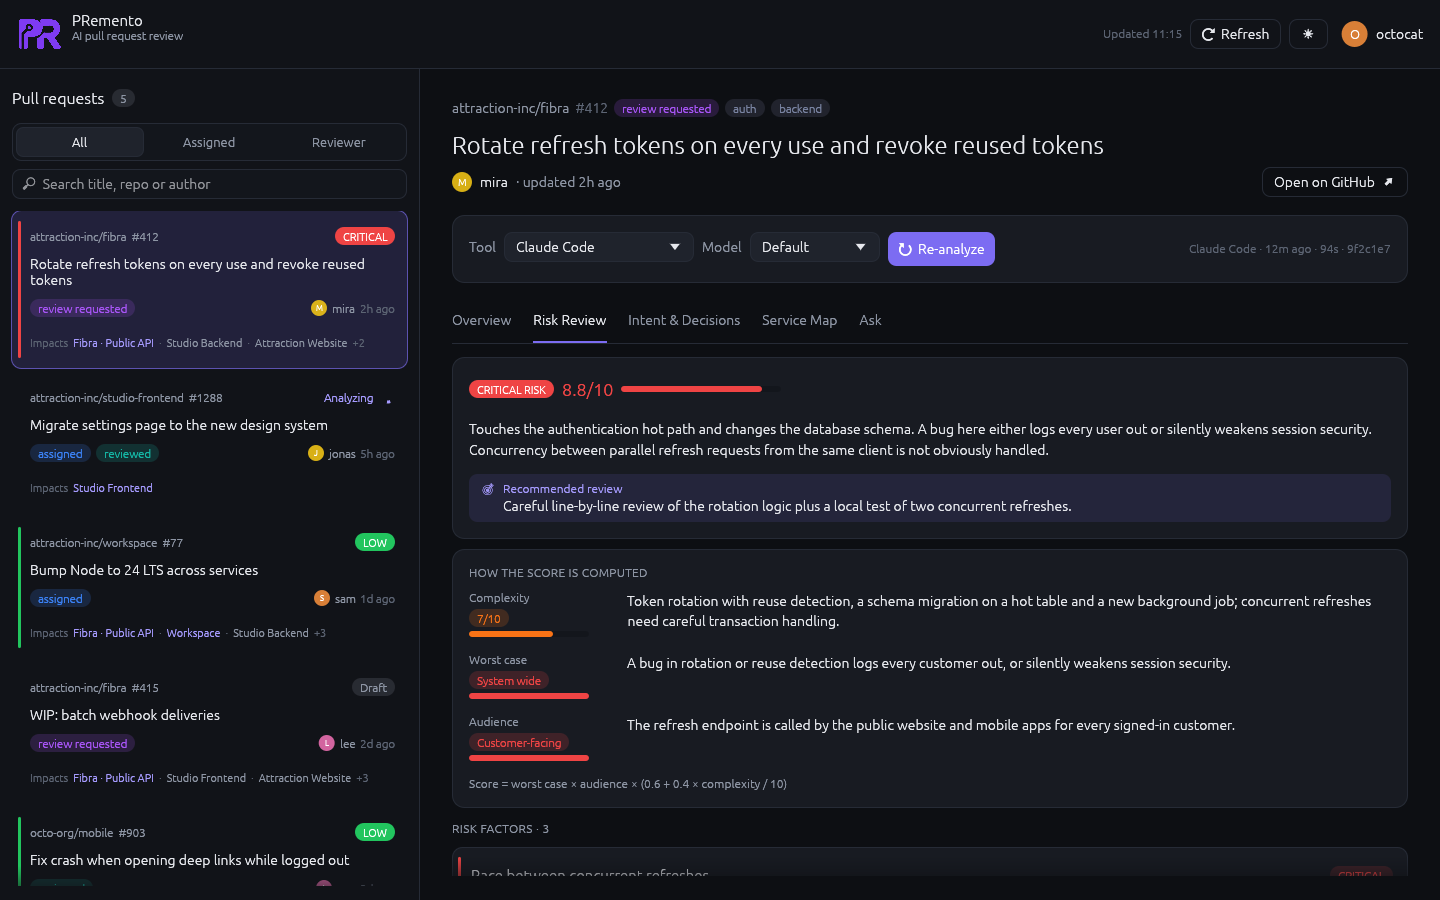 PR
PRemento
AI pull request review
Updated 11:15
Refresh
O
octocat
Pull requests 5
All
Assigned
Reviewer
Search title, repo or author
attraction-inc/fibra #412
CRITICAL
Rotate refresh tokens on every use and revoke reused
tokens
review requested
M
mira 2h ago
Impacts Fibra · Public API · Studio Backend · Attraction Website +2
attraction-inc/studio-frontend #1288
Analyzing
Migrate settings page to the new design system
assigned
reviewed
J
jonas 5h ago
Impacts Studio Frontend
attraction-inc/workspace #77
LOW
Bump Node to 24 LTS across services
assigned
S
sam 1d ago
Impacts Fibra · Public API · Workspace · Studio Backend +3
attraction-inc/fibra #415
Draft
WIP: batch webhook deliveries
review requested
L
lee 2d ago
Impacts Fibra · Public API · Studio Frontend · Attraction Website +3
octo-org/mobile #903
LOW
Fix crash when opening deep links while logged out
attraction-inc/fibra #412 review requested auth backend
Rotate refresh tokens on every use and revoke reused tokens
M
mira · updated 2h ago
Open on GitHub
Tool
Claude Code
Model
Default
Re-analyze
Claude Code · 12m ago · 94s · 9f2c1e7
Overview
Risk Review
Intent & Decisions
Service Map
Ask
CRITICAL RISK 8.8/10
Touches the authentication hot path and changes the database schema. A bug here either logs every user out or silently weakens session security.
Concurrency between parallel refresh requests from the same client is not obviously handled.
Recommended review
Careful line-by-line review of the rotation logic plus a local test of two concurrent refreshes.
HOW THE SCORE IS COMPUTED
Complexity
7/10
Token rotation with reuse detection, a schema migration on a hot table and a new background job; concurrent refreshes
need careful transaction handling.
Worst case
System wide
A bug in rotation or reuse detection logs every customer out, or silently weakens session security.
Audience
Customer-facing
The refresh endpoint is called by the public website and mobile apps for every signed-in customer.
Score = worst case × audience × (0.6 + 0.4 × complexity / 10)
RISK FACTORS · 3
Race between concurrent refreshes
CRITICAL